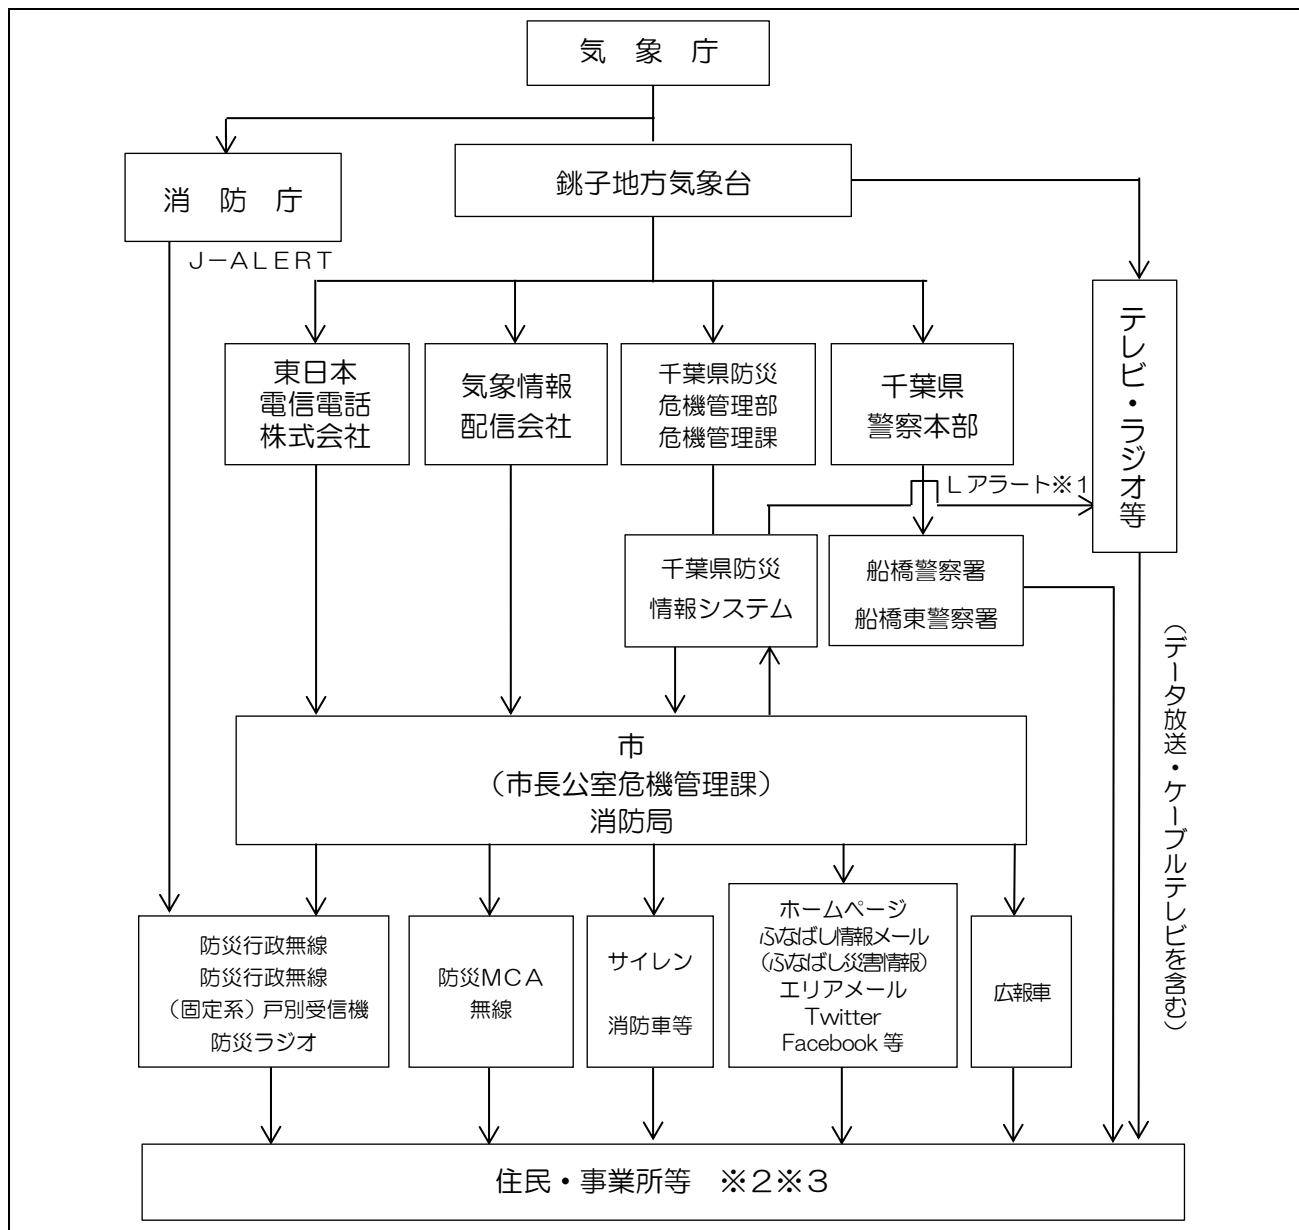 気　象　庁
消　防　庁
銚子地方気象台
J－ALERT
東日本
電信電話
株式会社
気象情報
配信会社
千葉県防災
危機管理部
危機管理課
千葉県
警察本部
テレビ・ラジオ等
Ｌアラート※１
千葉県防災
情報システム
船橋警察署
船橋東警察署
（データ放送・ケーブルテレビを含む）
市
（市長公室危機管理課）
消防局
防災行政無線
防災行政無線
（固定系）戸別受信機
防災ラジオ
防災ＭＣＡ
無線
サイレン
消防車等
ホームページ
ふなばし情報メール
（ふなばし災害情報）
エリアメール
Twitter
Facebook 等
広報車
住民・事業所等　※２※３